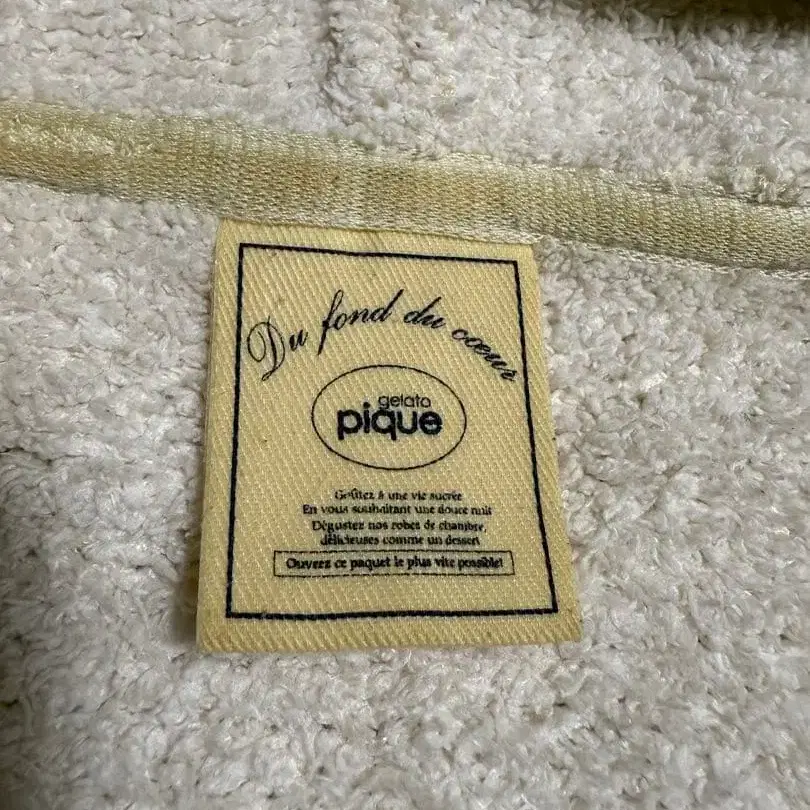 Du fond du cœur
gelato
pique
Goûtez à une vie sucrée
En vous souhaitant une douce nuit
Dégustez nos robes de chambre,
délicieuses comme un dessert
Ouvrez ce paquet le plus vite possible!